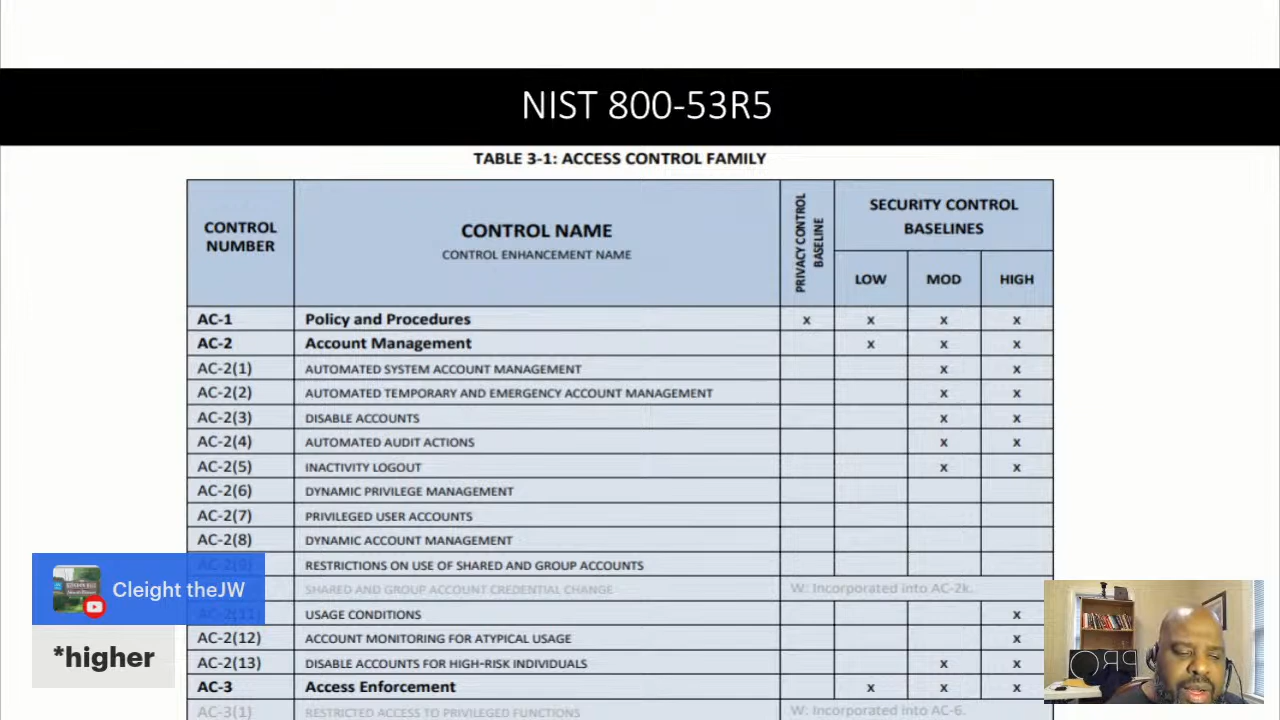 NIST 800-53R5
TABLE 3-1: ACCESS CONTROL FAMILY
CONTROL NUMBER
CONTROL NAME
CONTROL ENHANCEMENT NAME
PRIVACY CONTROL BASELINE
SECURITY CONTROL BASELINES
LOW MOD HIGH
AC-1 Policy and Procedures x x x x
AC-2 Account Management x x x
AC-2(1) AUTOMATED SYSTEM ACCOUNT MANAGEMENT x x
AC-2(2) AUTOMATED TEMPORARY AND EMERGENCY ACCOUNT MANAGEMENT x x
AC-2(3) DISABLE ACCOUNTS x x
AC-2(4) AUTOMATED AUDIT ACTIONS x x
AC-2(5) INACTIVITY LOGOUT x x
AC-2(6) DYNAMIC PRIVILEGE MANAGEMENT
AC-2(7) PRIVILEGED USER ACCOUNTS
AC-2(8) DYNAMIC ACCOUNT MANAGEMENT
AC-2(9) RESTRICTIONS ON USE OF SHARED AND GROUP ACCOUNTS
SHARED AND GROUP ACCOUNT CREDENTIAL CHANGE W: Incorporated into AC-2k.
AC-2(11) USAGE CONDITIONS x
AC-2(12) ACCOUNT MONITORING FOR ATYPICAL USAGE x
AC-2(13) DISABLE ACCOUNTS FOR HIGH-RISK INDIVIDUALS x x
AC-3 Access Enforcement x x x
AC-3(1) RESTRICTED ACCESS TO PRIVILEGED FUNCTIONS W: Incorporated into AC-6.
Cleight theJW
*higher